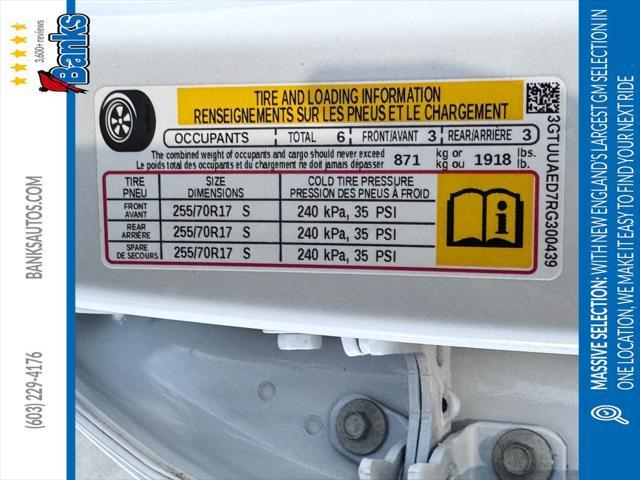 3,600+ reviews
Banks
BANKSAUTOS.COM
(603) 229-4176
TIRE AND LOADING INFORMATION
RENSEIGNEMENTS SUR LES PNEUS ET LE CHARGEMENT
OCCUPANTS TOTAL 6 FRONT/AVANT 3 REAR/ARRIÈRE 3
The combined weight of occupants and cargo should never exceed 871 kg or 1918 lbs.
Le poids total des occupants et du chargement ne doit jamais dépasser kg ou lb.
TIRE SIZE COLD TIRE PRESSURE
PNEU DIMENSIONS PRESSION DES PNEUS À FROID
FRONT
AVANT 255/70R17 S 240 kPa, 35 PSI
REAR
ARRIÈRE 255/70R17 S 240 kPa, 35 PSI
SPARE
DE SECOURS 255/70R17 S 240 kPa, 35 PSI
3GTUUAED7RG300439
MASSIVE SELECTION: WITH NEW ENGLAND'S LARGEST GM SELECTION IN
ONE LOCATION, WE MAKE IT EASY TO FIND YOUR NEXT RIDE